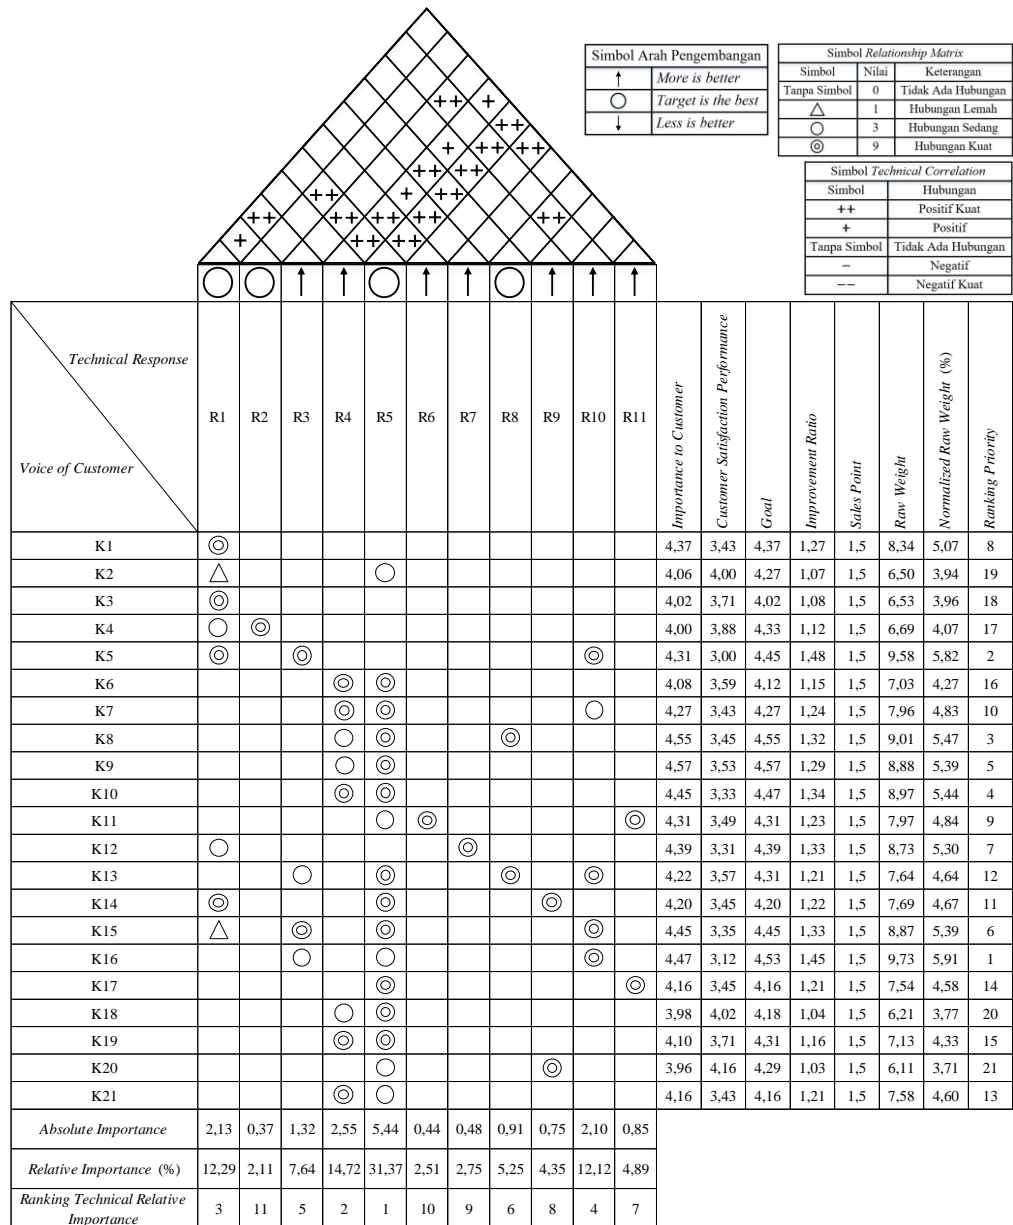 Simbol Arah Pengembangan
↑ More is better
○ Target is the best
↓ Less is better
Simbol Relationship Matrix
Simbol Nilai Keterangan
Tanpa Simbol 0 Tidak Ada Hubungan
△ 1 Hubungan Lemah
○ 3 Hubungan Sedang
◎ 9 Hubungan Kuat
Simbol Technical Correlation
Simbol Hubungan
++ Positif Kuat
+ Positif
Tanpa Simbol Tidak Ada Hubungan
− Negatif
−− Negatif Kuat
++ +
++
+ ++ ++
++ ++
++ + ++
++ ++ ++ ++ ++
+ ++ ++
○ ○ ↑ ↑ ○ ↑ ↑ ○ ↑ ↑ ↑
Technical Response
Voice of Customer
R1 R2 R3 R4 R5 R6 R7 R8 R9 R10 R11
Importance to Customer
Customer Satisfaction Performance
Goal
Improvement Ratio
Sales Point
Raw Weight
Normalized Raw Weight (%)
Ranking Priority
K1 ◎ 4,37 3,43 4,37 1,27 1,5 8,34 5,07 8
K2 △ ○ 4,06 4,00 4,27 1,07 1,5 6,50 3,94 19
K3 ◎ 4,02 3,71 4,02 1,08 1,5 6,53 3,96 18
K4 ○ ◎ 4,00 3,88 4,33 1,12 1,5 6,69 4,07 17
K5 ◎ ◎ ◎ 4,31 3,00 4,45 1,48 1,5 9,58 5,82 2
K6 ◎ ◎ 4,08 3,59 4,12 1,15 1,5 7,03 4,27 16
K7 ◎ ◎ ○ 4,27 3,43 4,27 1,24 1,5 7,96 4,83 10
K8 ○ ◎ ◎ 4,55 3,45 4,55 1,32 1,5 9,01 5,47 3
K9 ○ ◎ 4,57 3,53 4,57 1,29 1,5 8,88 5,39 5
K10 ◎ ◎ 4,45 3,33 4,47 1,34 1,5 8,97 5,44 4
K11 ○ ◎ ◎ 4,31 3,49 4,31 1,23 1,5 7,97 4,84 9
K12 ○ ◎ 4,39 3,31 4,39 1,33 1,5 8,73 5,30 7
K13 ○ ◎ ◎ ◎ 4,22 3,57 4,31 1,21 1,5 7,64 4,64 12
K14 ◎ ◎ ◎ 4,20 3,45 4,20 1,22 1,5 7,69 4,67 11
K15 △ ◎ ◎ ◎ 4,45 3,35 4,45 1,33 1,5 8,87 5,39 6
K16 ○ ○ ◎ 4,47 3,12 4,53 1,45 1,5 9,73 5,91 1
K17 ◎ ◎ 4,16 3,45 4,16 1,21 1,5 7,54 4,58 14
K18 ○ ◎ 3,98 4,02 4,18 1,04 1,5 6,21 3,77 20
K19 ◎ ◎ 4,10 3,71 4,31 1,16 1,5 7,13 4,33 15
K20 ○ ◎ 3,96 4,16 4,29 1,03 1,5 6,11 3,71 21
K21 ◎ ○ 4,16 3,43 4,16 1,21 1,5 7,58 4,60 13
Absolute Importance 2,13 0,37 1,32 2,55 5,44 0,44 0,48 0,91 0,75 2,10 0,85
Relative Importance (%) 12,29 2,11 7,64 14,72 31,37 2,51 2,75 5,25 4,35 12,12 4,89
Ranking Technical Relative
Importance
3 11 5 2 1 10 9 6 8 4 7